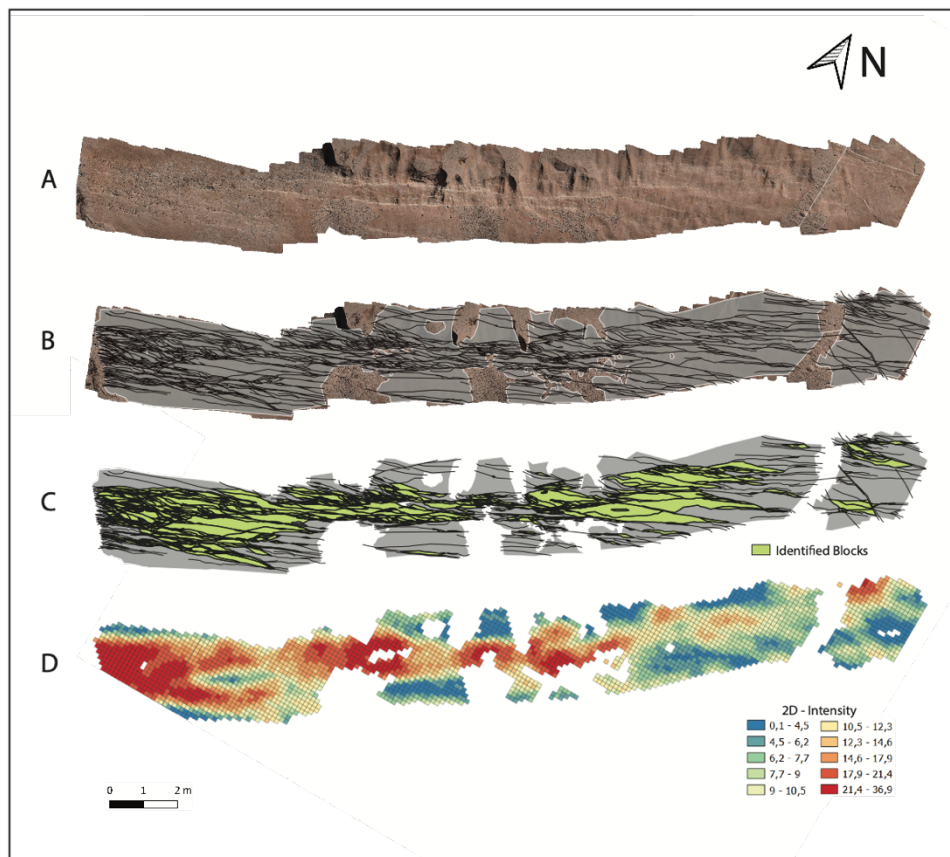 N
A
B
C
Identified Blocks
D
2D - Intensity
0,1 - 4,5
10,5 - 12,3
4,5 - 6,2
12,3 - 14,6
6,2 - 7,7
14,6 - 17,9
7,7 - 9
17,9 - 21,4
9 - 10,5
21,4 - 36,9
0 1 2 m